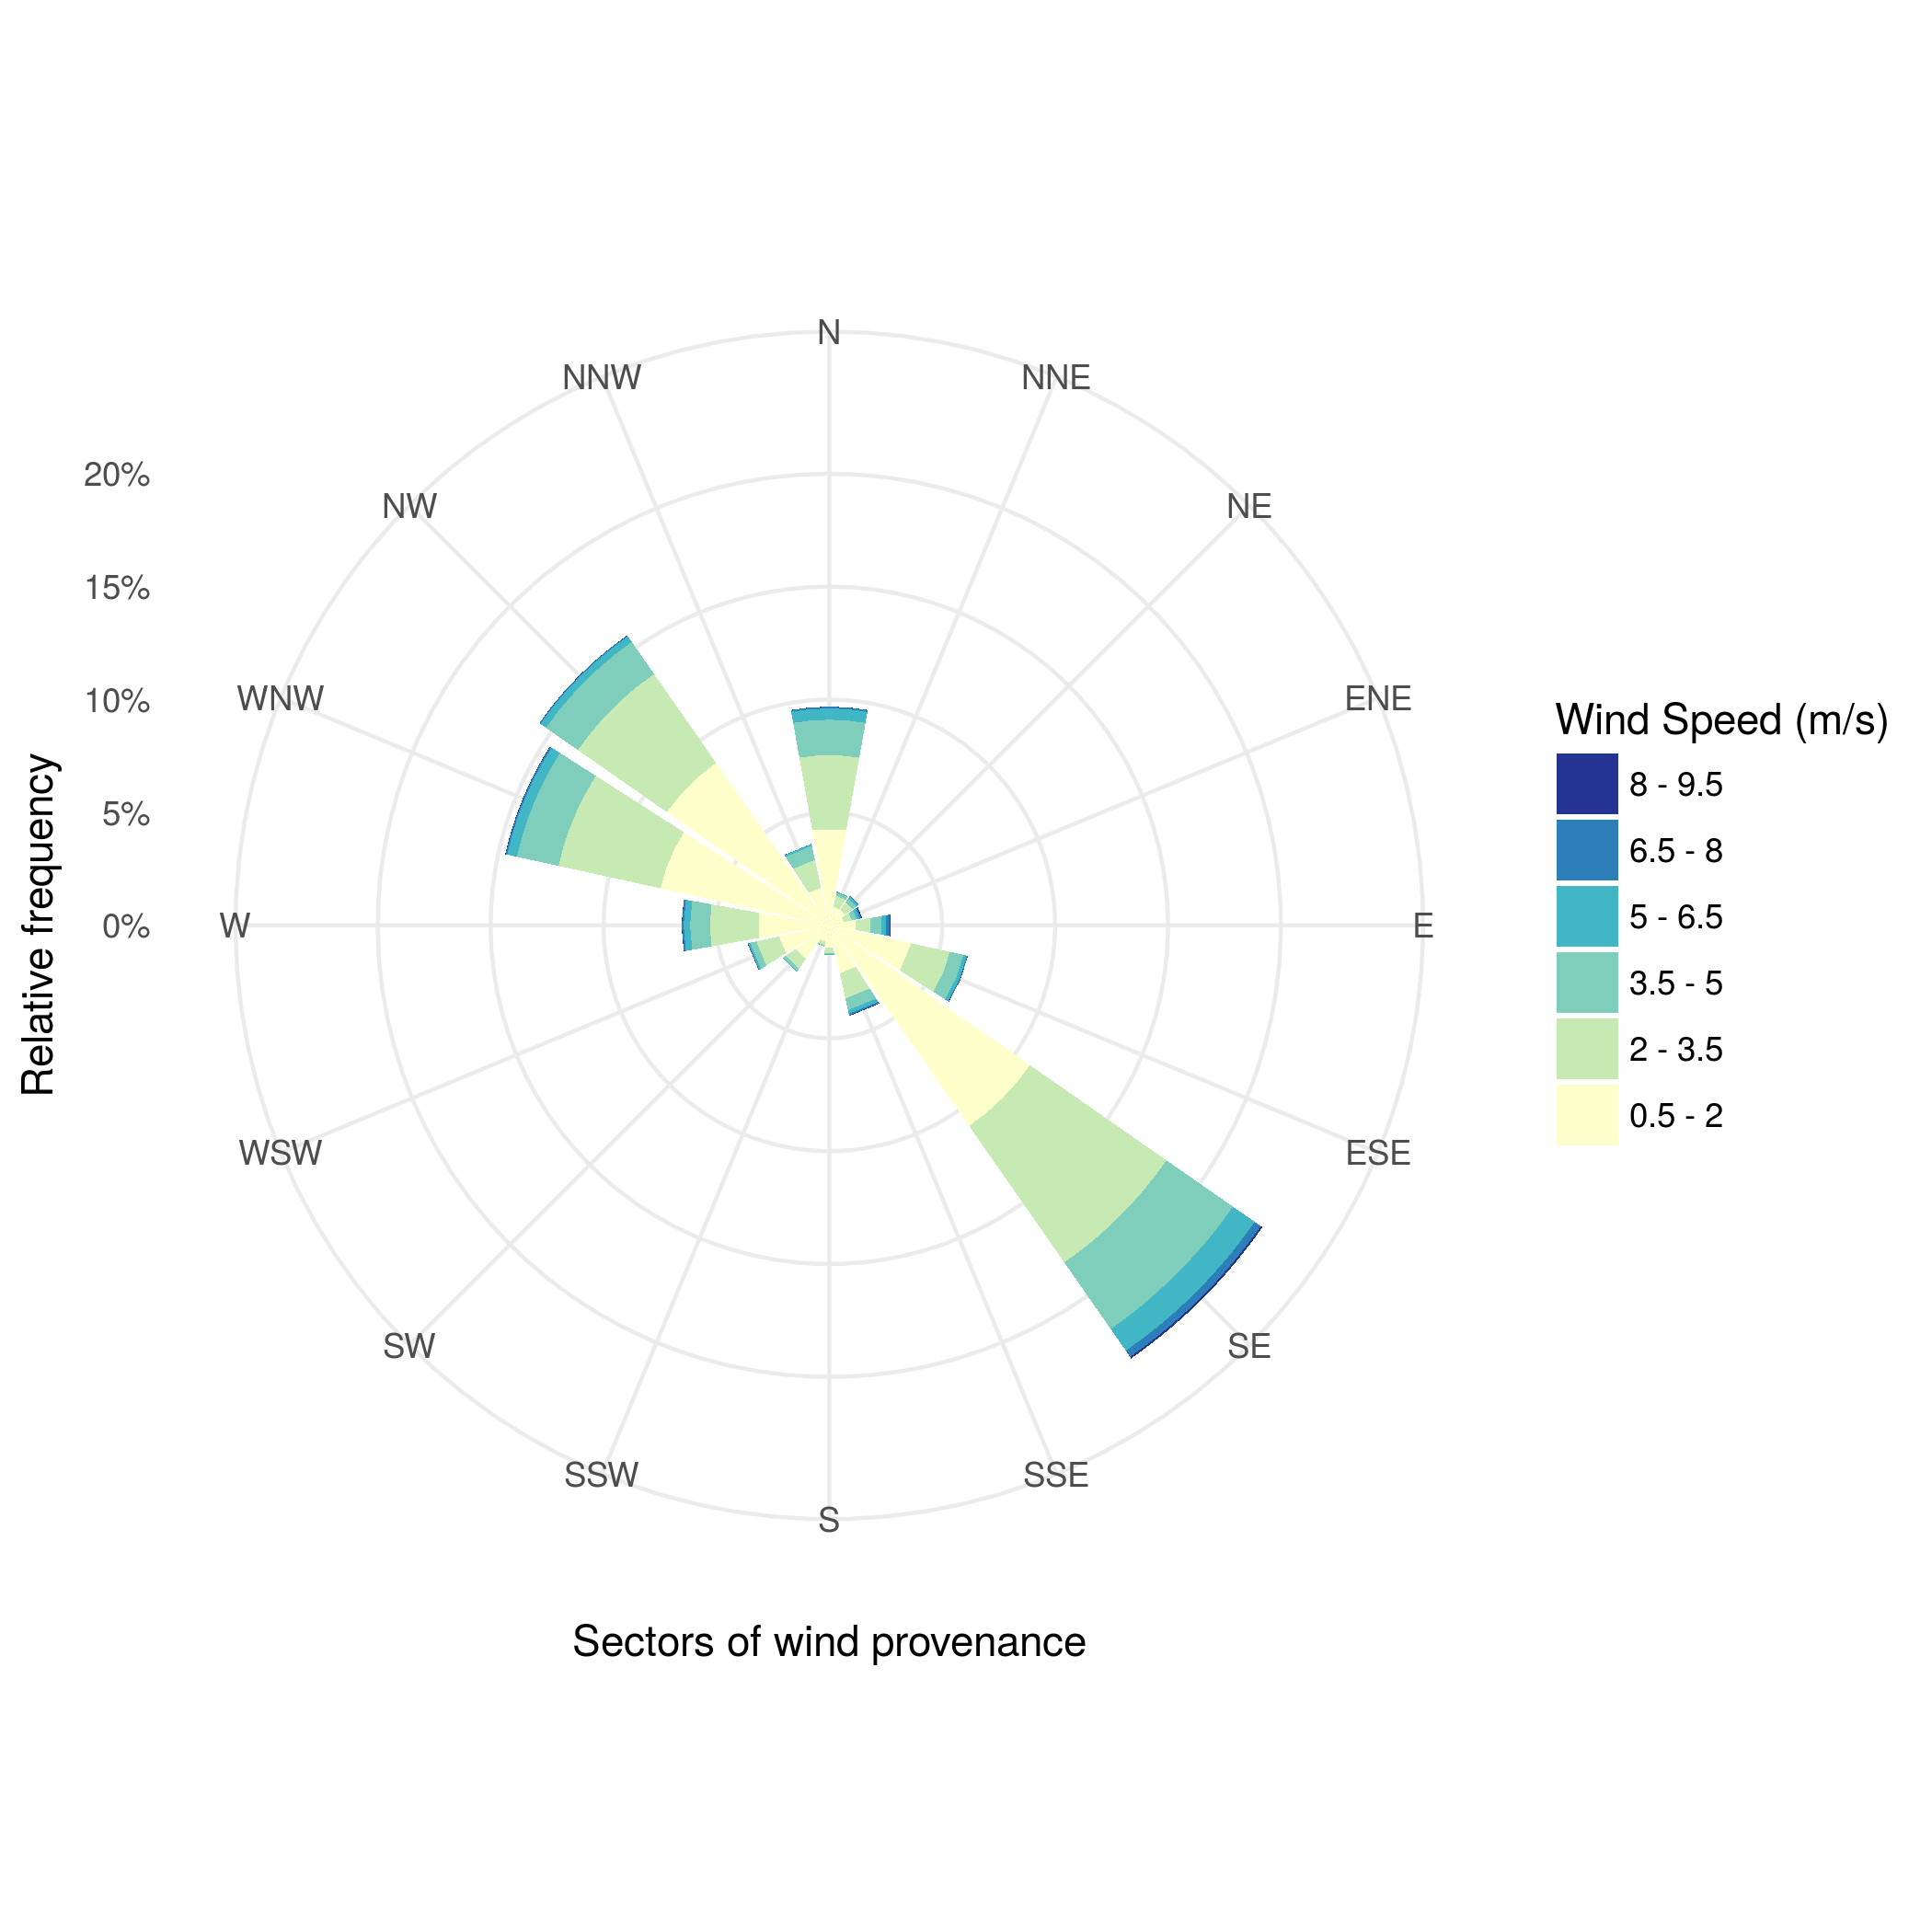 N
NNW
NNE
20%
NW
NE
15%
WNW
10%
ENE
Wind Speed (m/s)
8 - 9.5
5%
6.5 - 8
Relative frequency
0%
W
E
5 - 6.5
3.5 - 5
2 - 3.5
0.5 - 2
WSW
ESE
SW
SE
SSW
SSE
S
Sectors of wind provenance